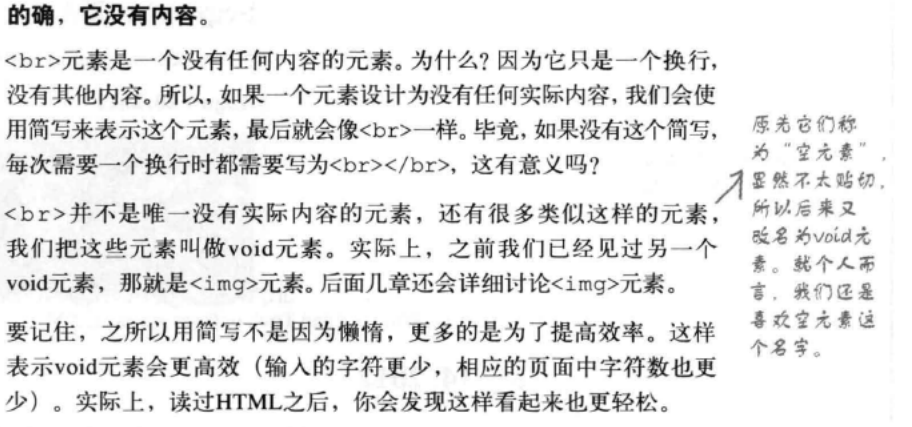 的确，它没有内容。
<br>元素是一个没有任何内容的元素。为什么？因为它只是一个换行，
没有其他内容。所以，如果一个元素设计为没有任何实际内容，我们会使
用简写来表示这个元素，最后就会像<br>一样。毕竟，如果没有这个简写，
每次需要一个换行时都需要写为<br></br>，这有意义吗？
<br>并不是唯一没有实际内容的元素，还有很多类似这样的元素，
我们把这些元素叫做void元素。实际上，之前我们已经见过另一个
void元素，那就是<img>元素。后面几章还会详细讨论<img>元素。
要记住，之所以用简写不是因为懒惰，更多的是为了提高效率。这样
表示void元素会更高效（输入的字符更少，相应的页面中字符数也更
少）。实际上，读过HTML之后，你会发现这样看起来也更轻松。
原先它们称
为“空元素”，
显然不太贴切，
所以后来又
改名为void元
素。就个人而
言，我们还是
喜欢空元素这
个名字。